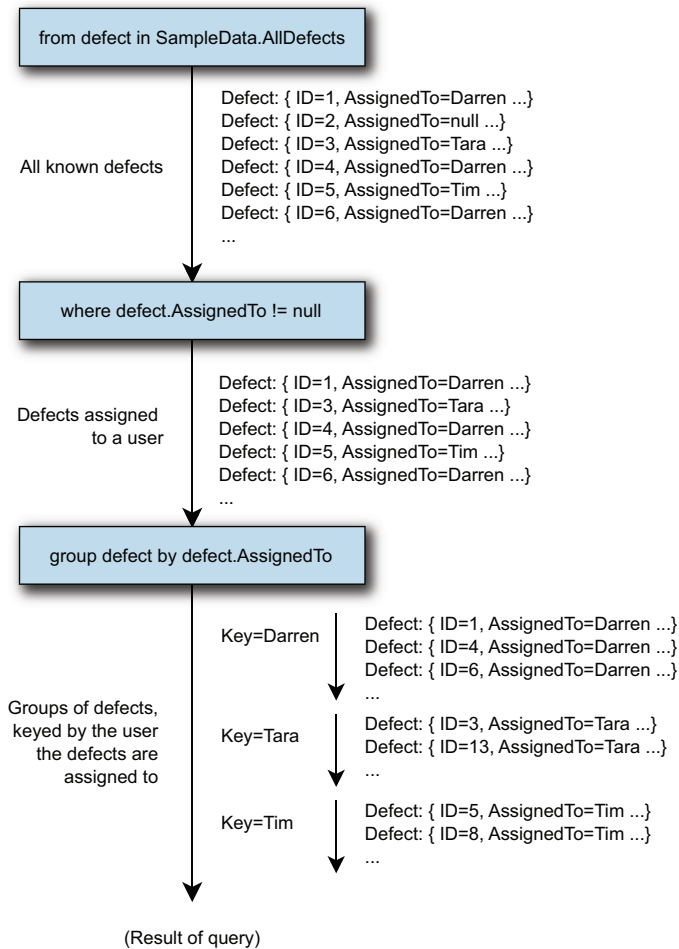 from defect in SampleData.AllDefects
Defect: { ID=1, AssignedTo=Darren ...}
Defect: { ID=2, AssignedTo=null ...}
Defect: { ID=3, AssignedTo=Tara ...}
All known defects
Defect: { ID=4, AssignedTo=Darren ...}
Defect: { ID=5, AssignedTo=Tim ...}
Defect: { ID=6, AssignedTo=Darren ...}
...
where defect.AssignedTo != null
Defect: { ID=1, AssignedTo=Darren ...}
Defect: { ID=3, AssignedTo=Tara ...}
Defects assigned
to a user
Defect: { ID=4, AssignedTo=Darren ...}
Defect: { ID=5, AssignedTo=Tim ...}
Defect: { ID=6, AssignedTo=Darren ...}
...
group defect by defect.AssignedTo
Key=Darren
Defect: { ID=1, AssignedTo=Darren ...}
Defect: { ID=4, AssignedTo=Darren ...}
Defect: { ID=6, AssignedTo=Darren ...}
...
Groups of defects,
keyed by the user
the defects are
assigned to
Key=Tara
Defect: { ID=3, AssignedTo=Tara ...}
Defect: { ID=13, AssignedTo=Tara ...}
...
Key=Tim
Defect: { ID=5, AssignedTo=Tim ...}
Defect: { ID=8, AssignedTo=Tim ...}
...
(Result of query)